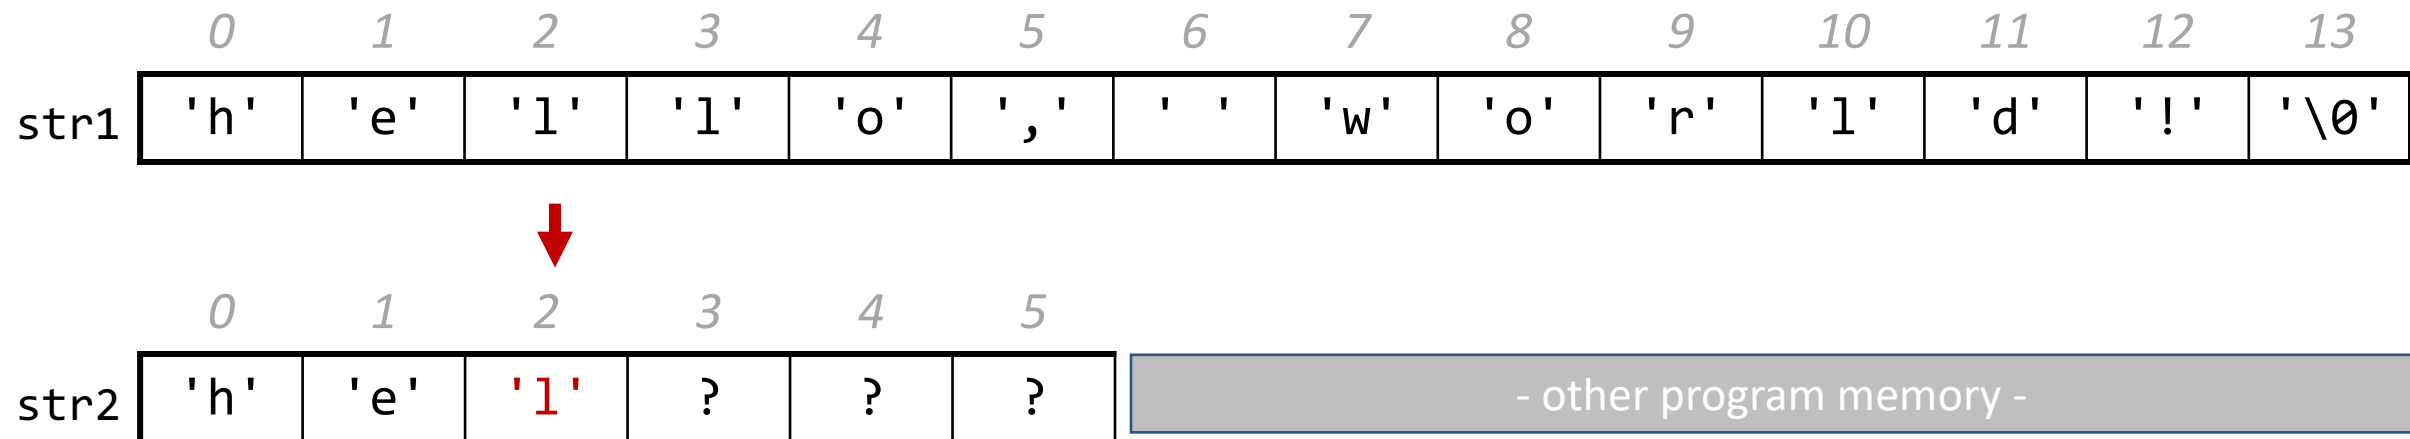 0 1 2 3 4 5 6 7 8 9 10 11 12 13
str1 'h' 'e' 'l' 'l' 'o' ',' ' ' 'w' 'o' 'r' 'l' 'd' '!' '\0'
0 1 2 3 4 5
str2 'h' 'e' 'l' ? ? ? - other program memory -